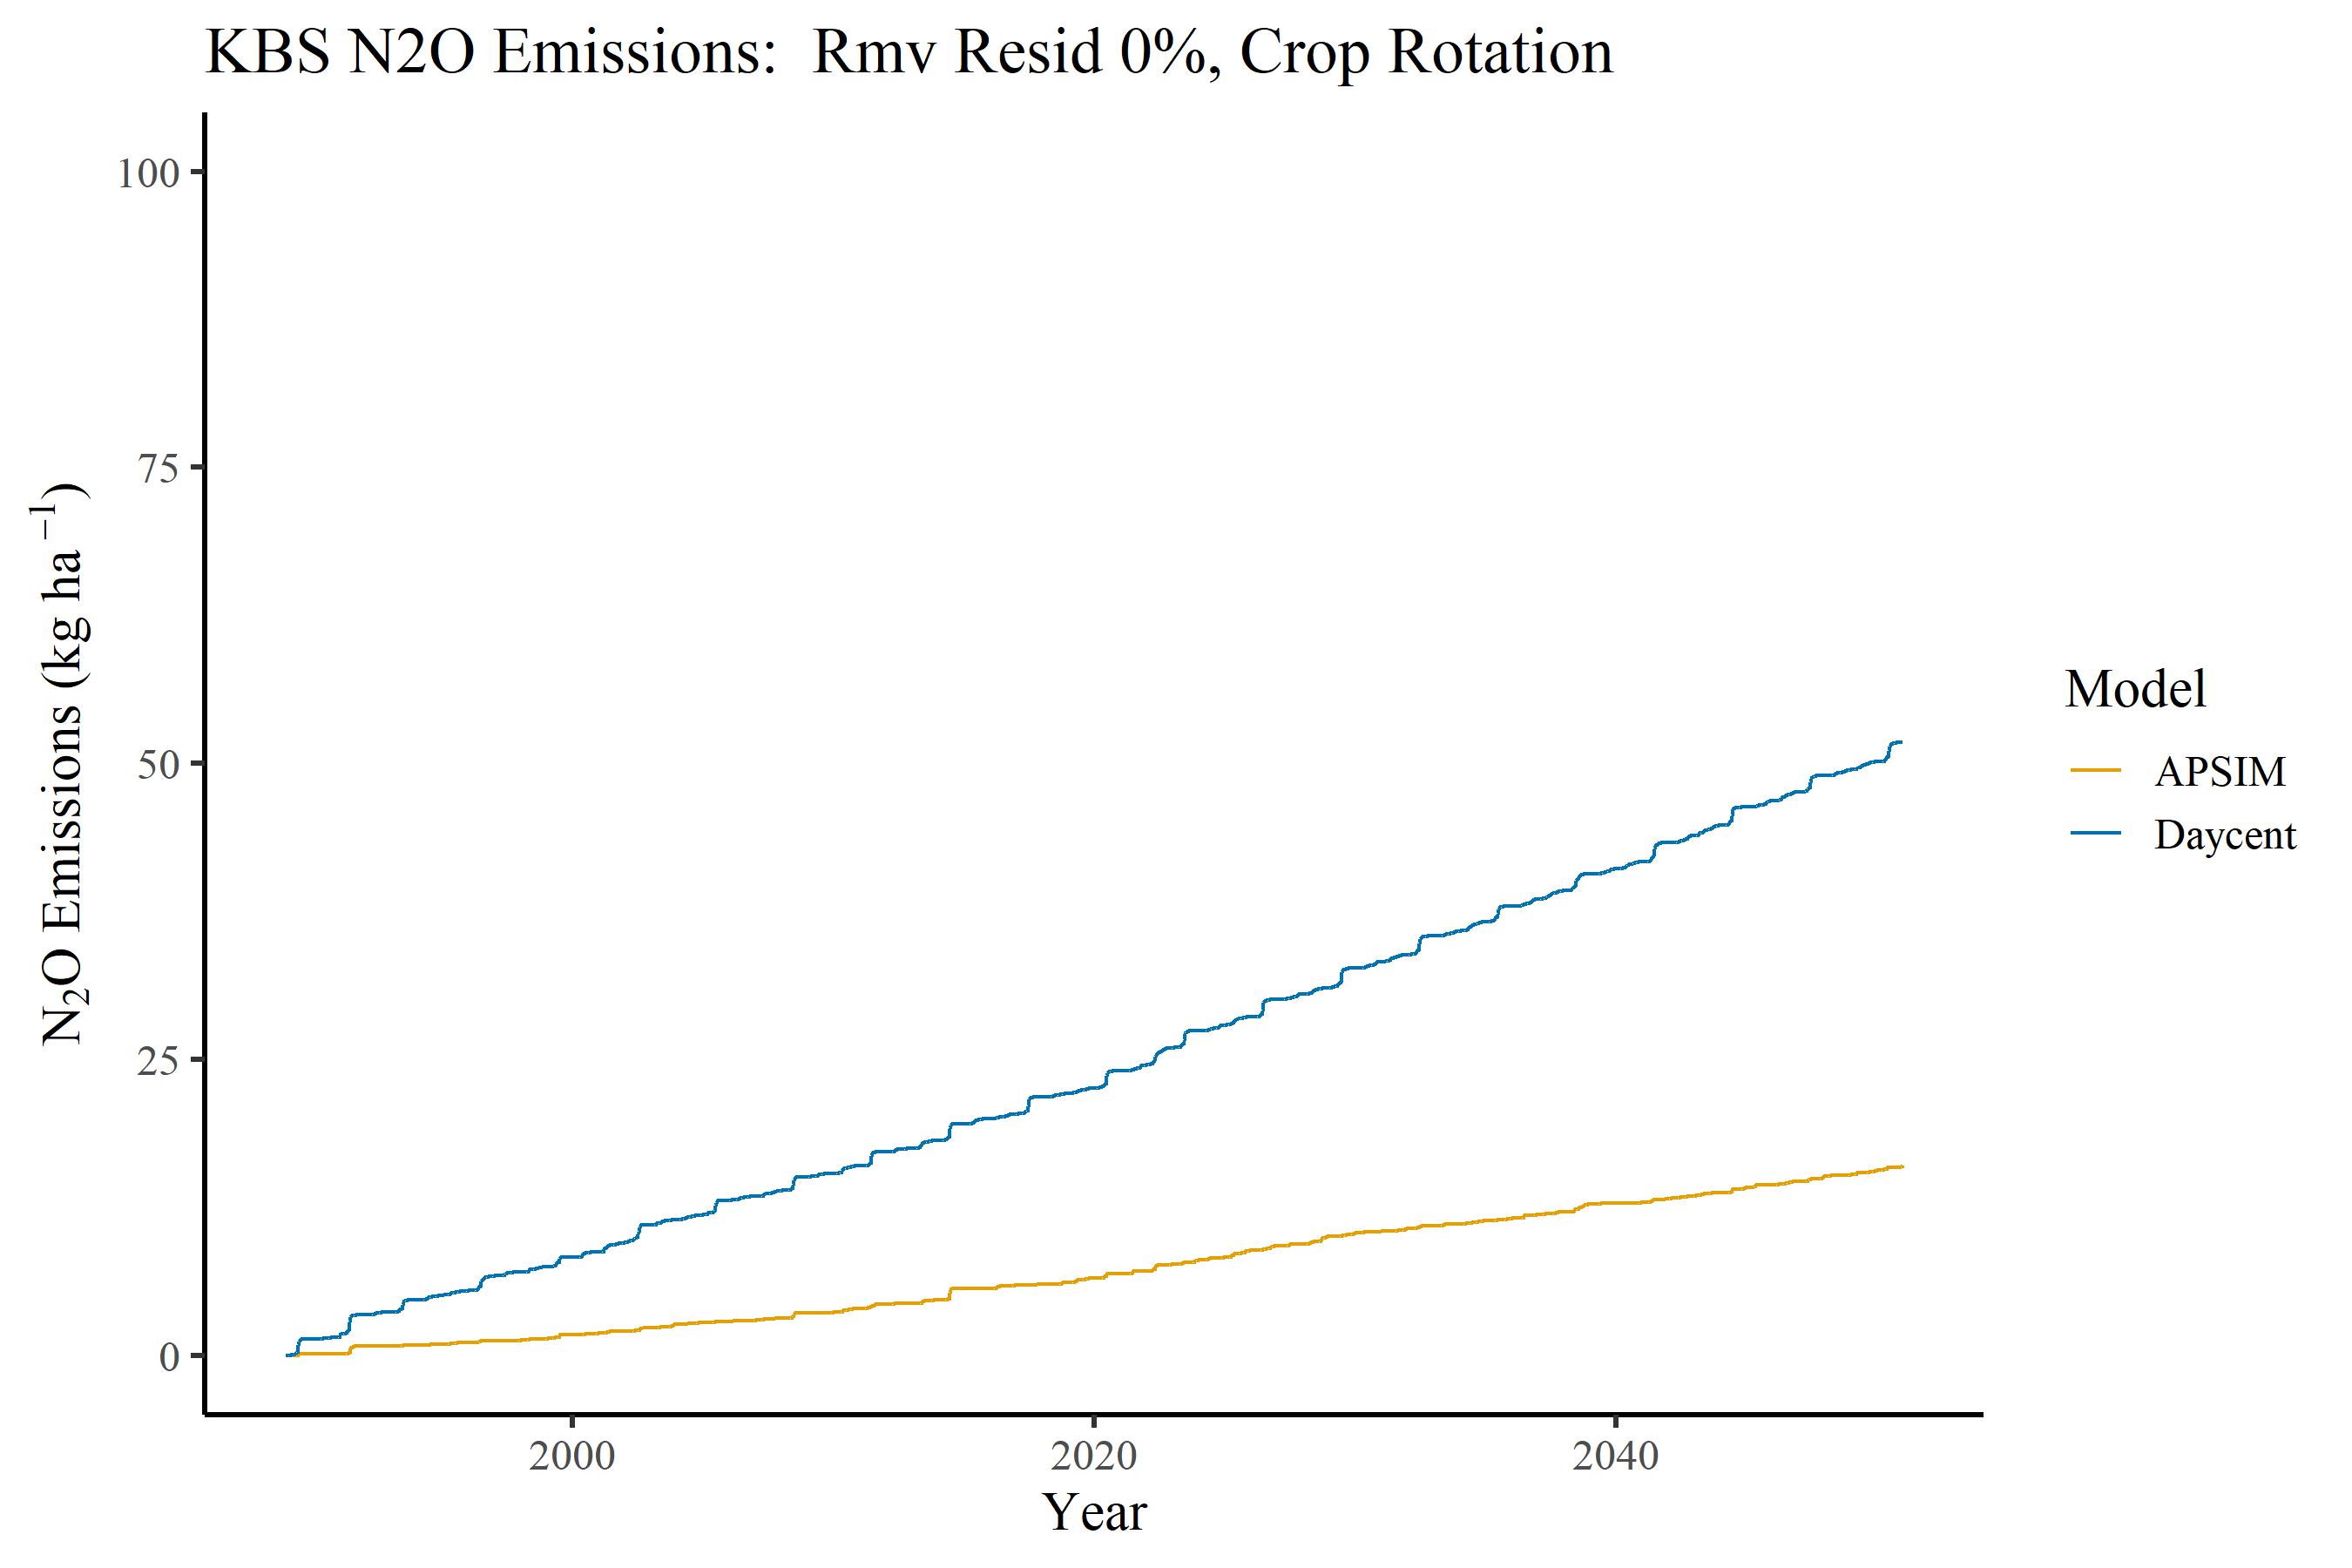 KBS N2O Emissions:  Rmv Resid 0%, Crop Rotation
N₂O Emissions (kg ha⁻¹)
100
75
50
25
0
2000
2020
2040
Year
Model
APSIM
Daycent